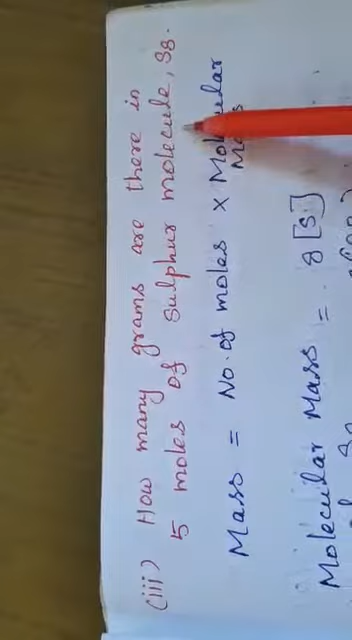 (iii) How many grams are there in
5 moles of Sulphur molecule, S8.
Mass = No. of moles × Molecular
Mass
Molecular Mass = 8 [S]